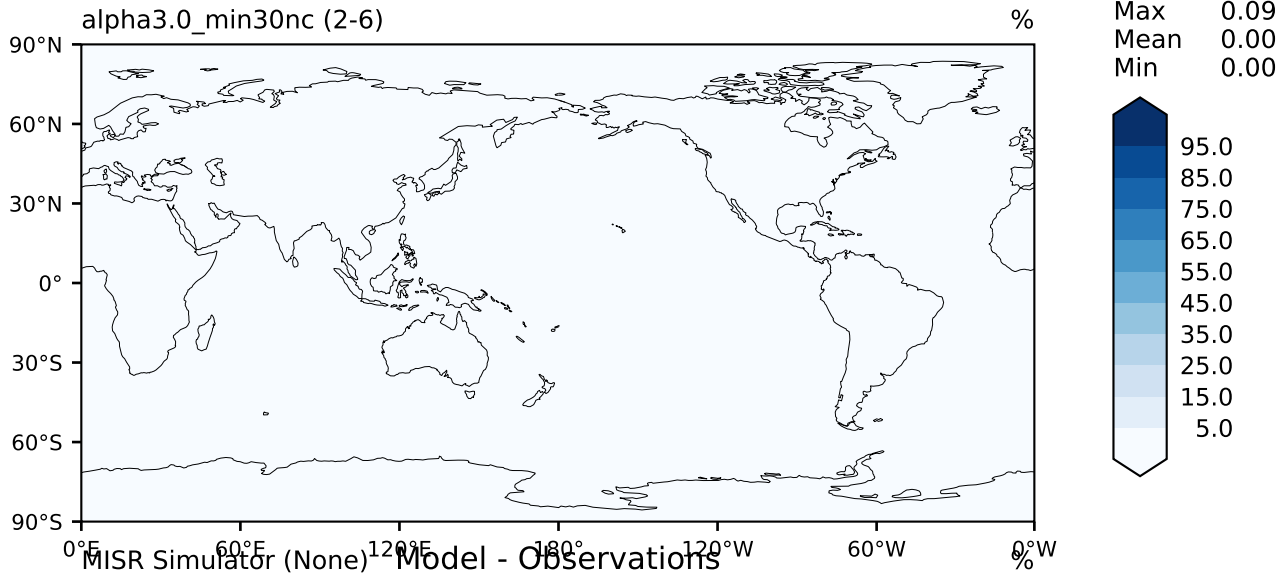 alpha3.0_min30nc (2-6) %
Max 0.09
Mean 0.00
Min 0.00
90°N
60°N
30°N
0°
30°S
60°S
90°S
95.0
85.0
75.0
65.0
55.0
45.0
35.0
25.0
15.0
5.0
0°E 60°E 120°E 180° 120°W 60°W 0°W
MISR Simulator (None) Model - Observations %